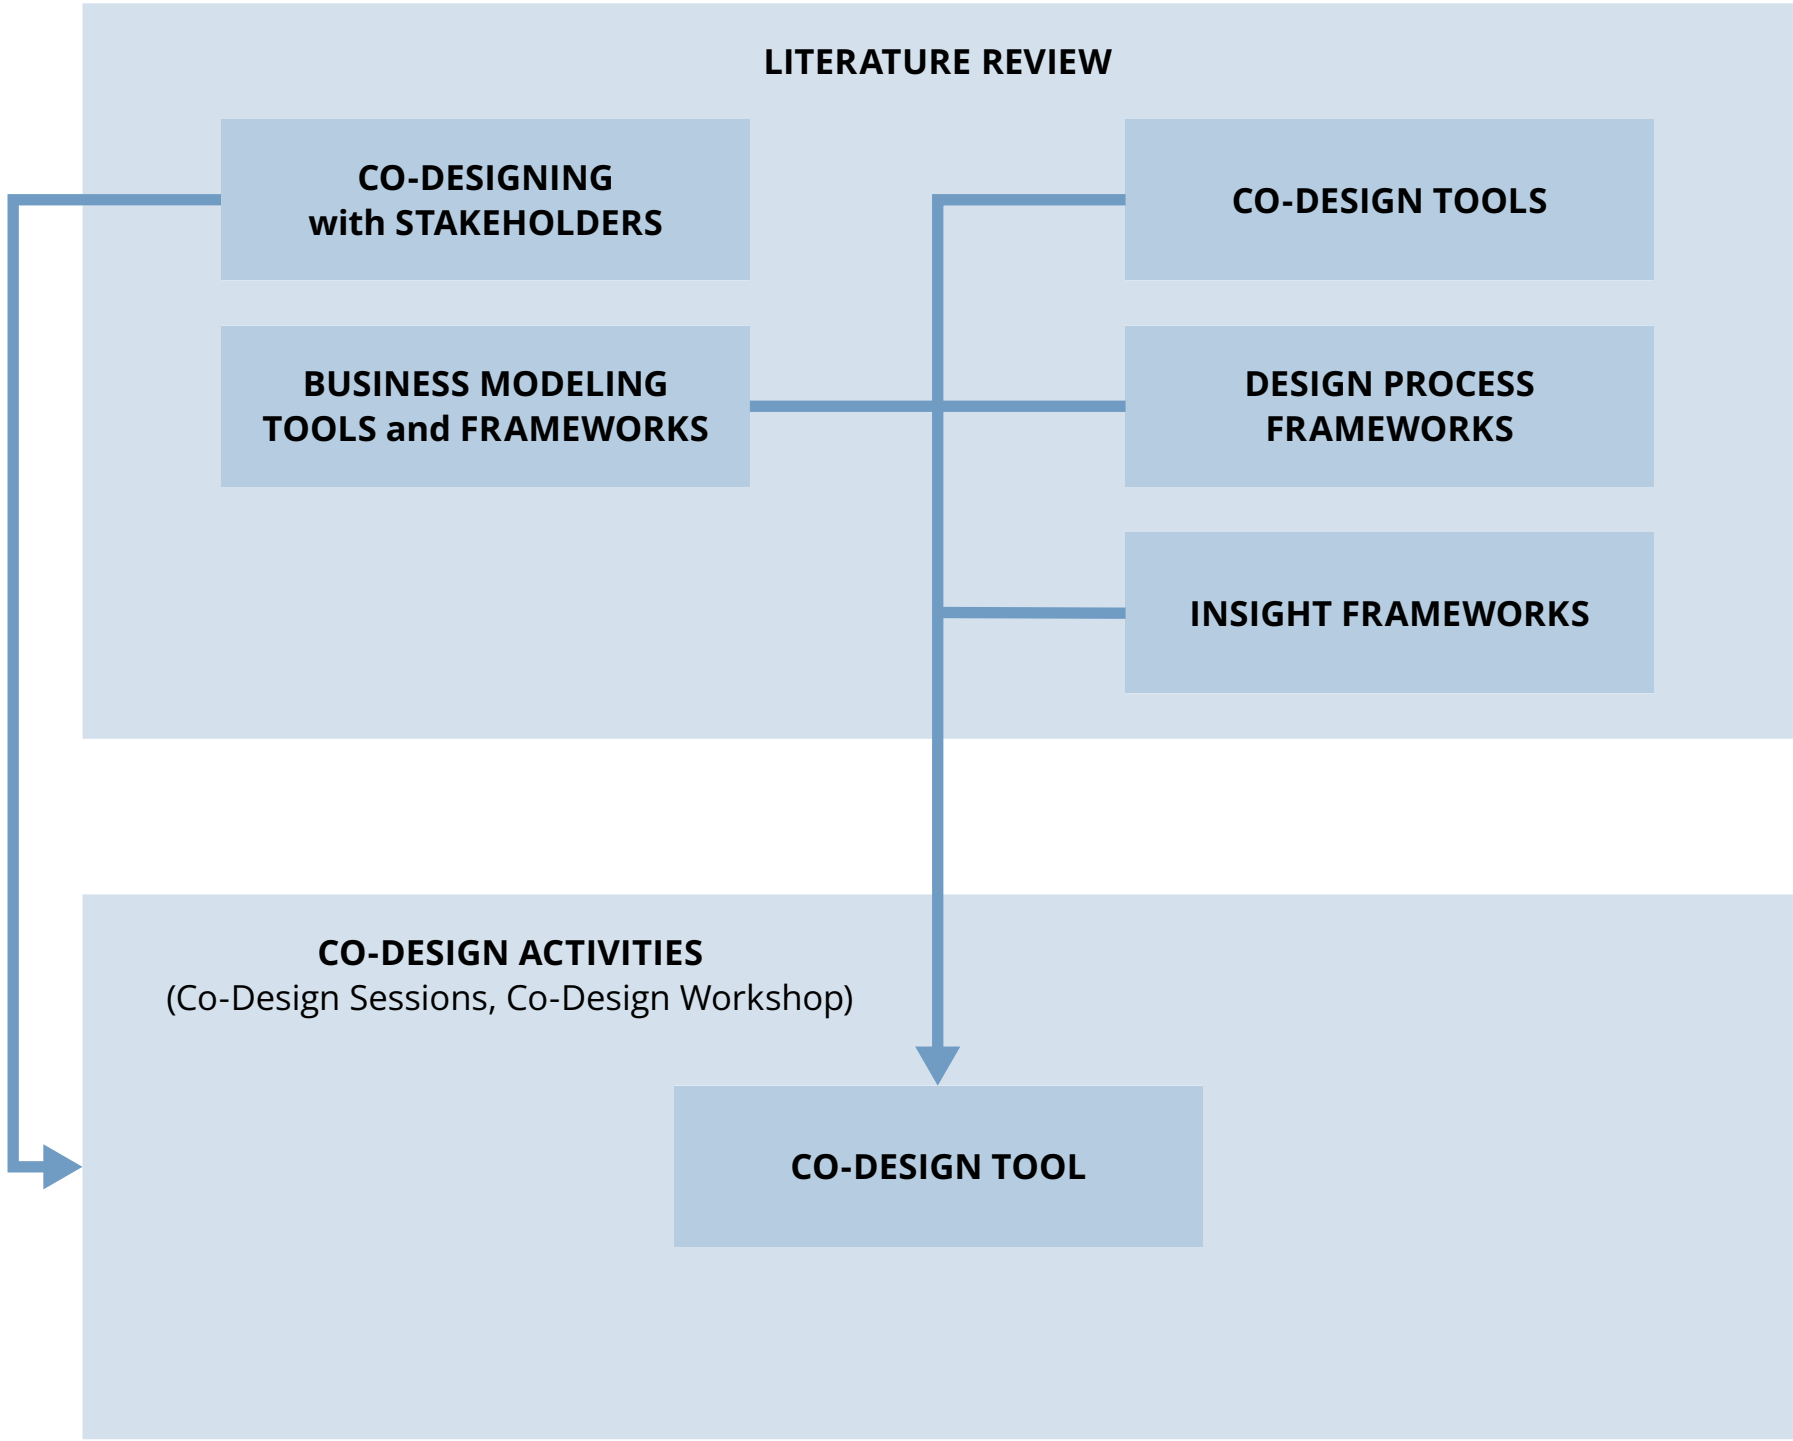 LITERATURE REVIEW
CO-DESIGNING
with STAKEHOLDERS
CO-DESIGN TOOLS
BUSINESS MODELING
TOOLS and FRAMEWORKS
DESIGN PROCESS
FRAMEWORKS
INSIGHT FRAMEWORKS
CO-DESIGN ACTIVITIES
(Co-Design Sessions, Co-Design Workshop)
CO-DESIGN TOOL